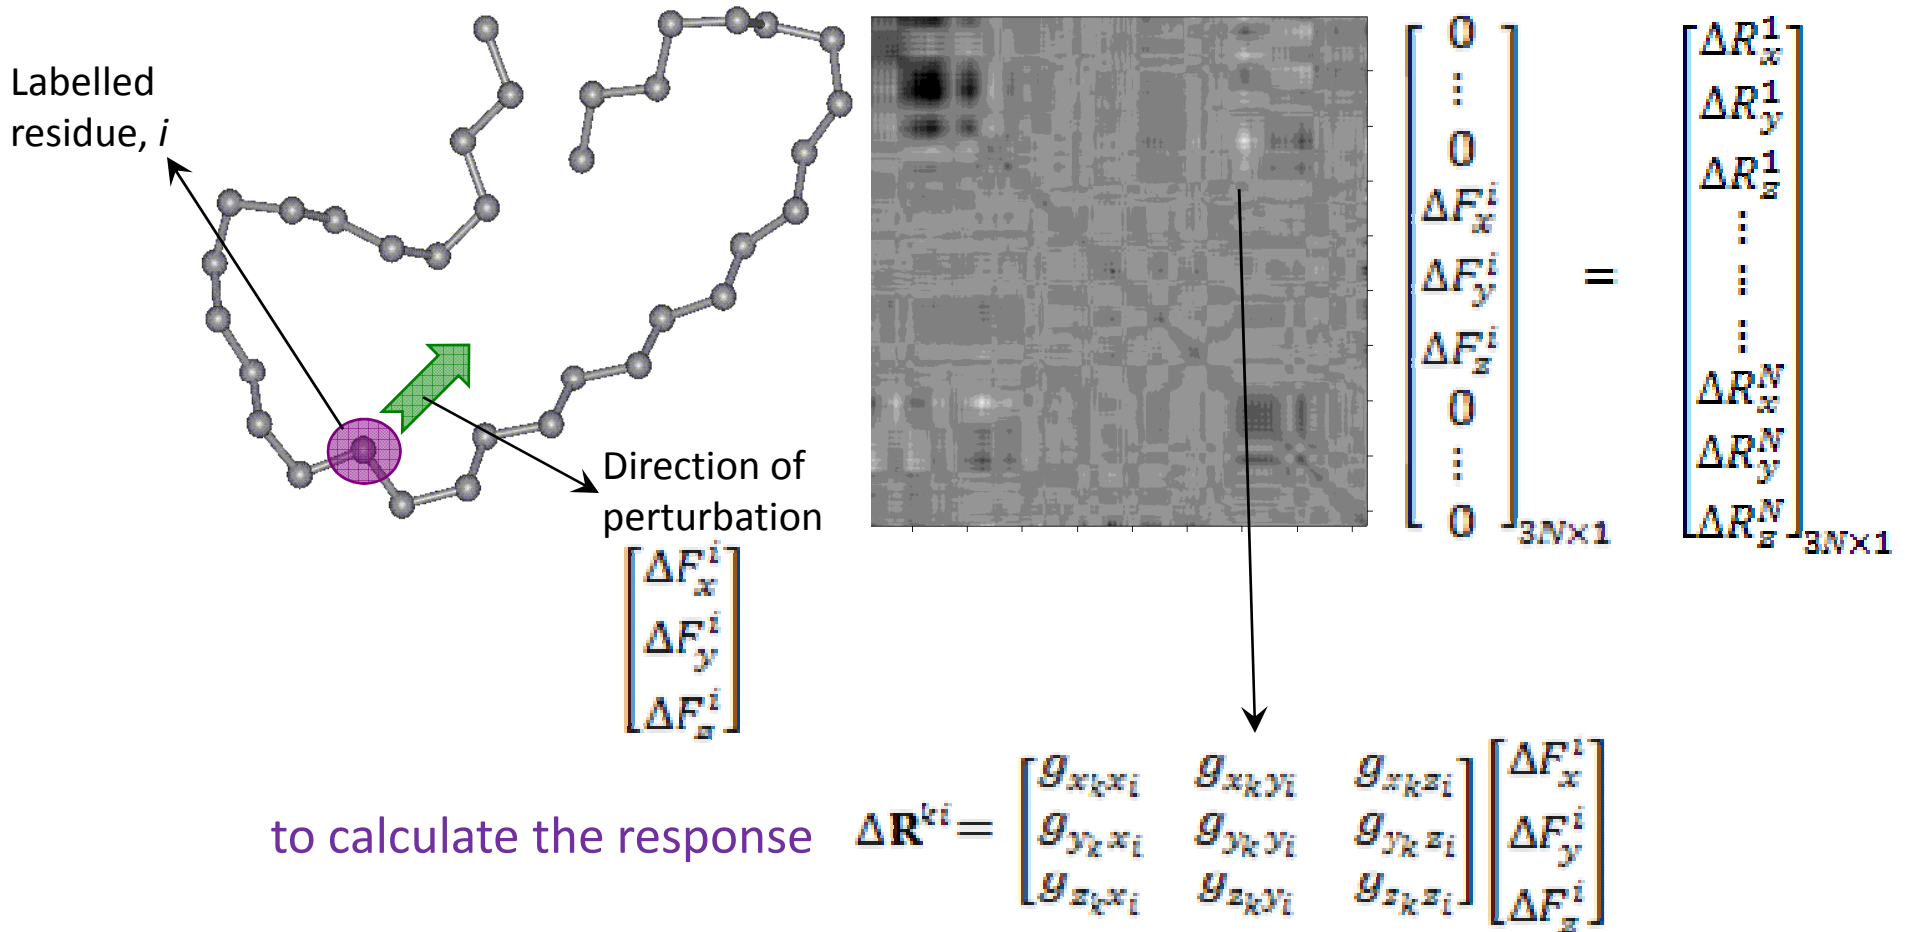 Labelled
residue, i
Direction of
perturbation
[ΔF_x^i
ΔF_y^i
ΔF_z^i]
[0
⋮
0
ΔF_x^i
ΔF_y^i
ΔF_z^i
0
⋮
0]_{3N×1}
=
[ΔR_x^1
ΔR_y^1
ΔR_z^1
⋮
⋮
⋮
ΔR_x^N
ΔR_y^N
ΔR_z^N]_{3N×1}
to calculate the response ΔR^{ki} =
[g_{x_k x_i} g_{x_k y_i} g_{x_k z_i}] [ΔF_x^i
g_{y_k x_i} g_{y_k y_i} g_{y_k z_i} ΔF_y^i
g_{z_k x_i} g_{z_k y_i} g_{z_k z_i} ΔF_z^i]